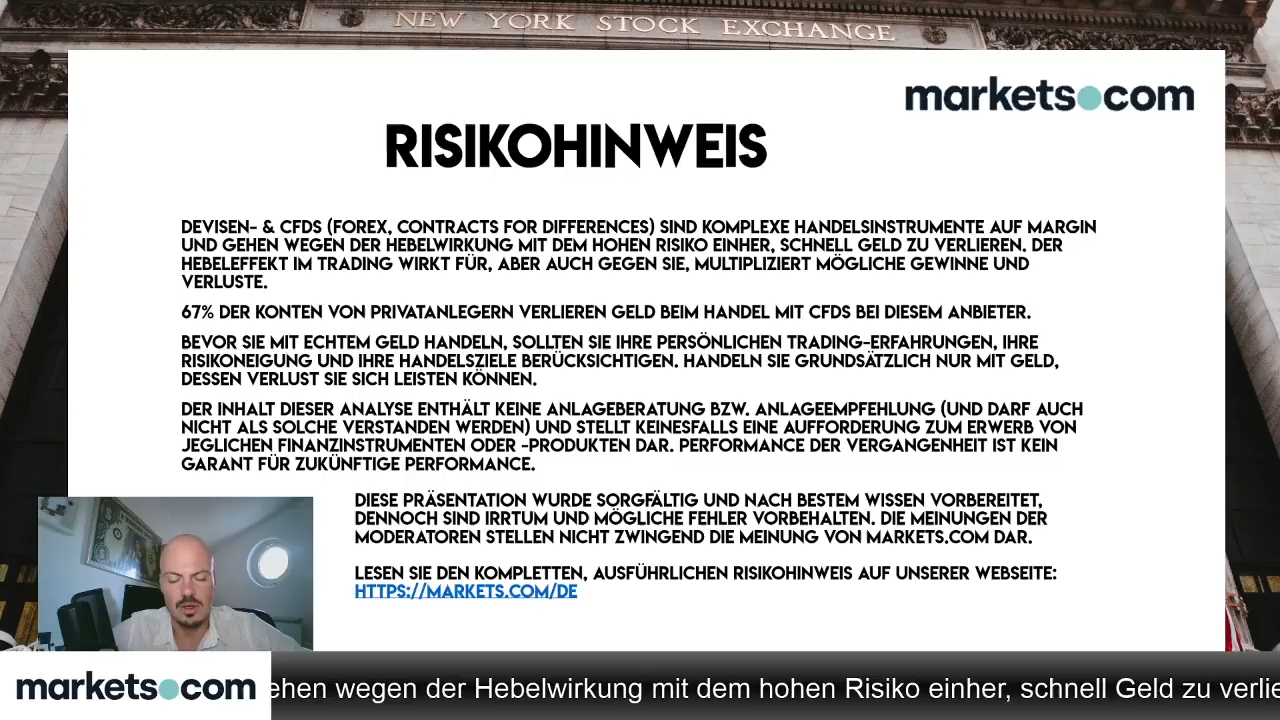 NEW YORK STOCK EXCHANGE
markets.com
RISIKOHINWEIS
DEVISEN- & CFDS (FOREX, CONTRACTS FOR DIFFERENCES) SIND KOMPLEXE HANDELSINSTRUMENTE AUF MARGIN
UND GEHEN WEGEN DER HEBELWIRKUNG MIT DEM HOHEN RISIKO EINHER, SCHNELL GELD ZU VERLIEREN. DER
HEBELEFFEKT IM TRADING WIRKT FÜR, ABER AUCH GEGEN SIE, MULTIPLIZIERT MÖGLICHE GEWINNE UND
VERLUSTE.
67% DER KONTEN VON PRIVATANLEGERN VERLIEREN GELD BEIM HANDEL MIT CFDS BEI DIESEM ANBIETER.
BEVOR SIE MIT ECHTEM GELD HANDELN, SOLLTEN SIE IHRE PERSÖNLICHEN TRADING-ERFAHRUNGEN, IHRE
RISIKONEIGUNG UND IHRE HANDELSZIELE BERÜCKSICHTIGEN. HANDELN SIE GRUNDSÄTZLICH NUR MIT GELD,
DESSEN VERLUST SIE SICH LEISTEN KÖNNEN.
DER INHALT DIESER ANALYSE ENTHÄLT KEINE ANLAGEBERATUNG BZW. ANLAGEEMPFEHLUNG (UND DARF AUCH
NICHT ALS SOLCHE VERSTANDEN WERDEN) UND STELLT KEINESFALLS EINE AUFFORDERUNG ZUM ERWERB VON
JEGLICHEN FINANZINSTRUMENTEN ODER -PRODUKTEN DAR. PERFORMANCE DER VERGANGENHEIT IST KEIN
GARANT FÜR ZUKÜNFTIGE PERFORMANCE.
DIESE PRÄSENTATION WURDE SORGFÄLTIG UND NACH BESTEM WISSEN VORBEREITET,
DENNOCH SIND IRRTUM UND MÖGLICHE FEHLER VORBEHALTEN. DIE MEINUNGEN DER
MODERATOREN STELLEN NICHT ZWINGEND DIE MEINUNG VON MARKETS.COM DAR.
LESEN SIE DEN KOMPLETTEN, AUSFÜHRLICHEN RISIKOHINWEIS AUF UNSERER WEBSEITE:
HTTPS://MARKETS.COM/DE
markets.com
ehen wegen der Hebelwirkung mit dem hohen Risiko einher, schnell Geld zu verlie